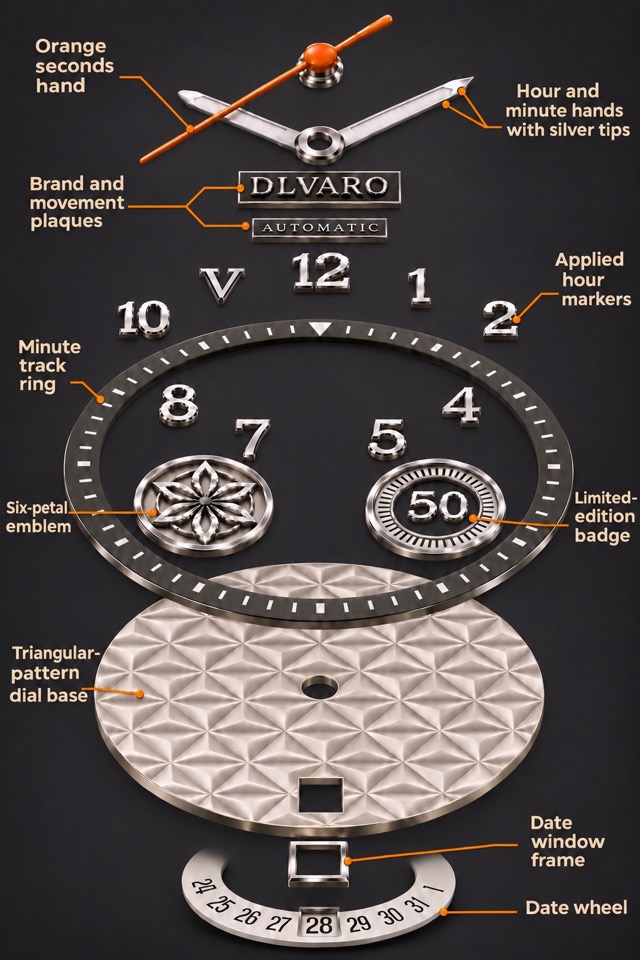 Orange
seconds
hand
Hour and
minute hands
with silver tips
Brand and
movement
plaques
DLVARO
AUTOMATIC
Applied
hour
markers
10
V
12
1
2
Minute
track
ring
8
7
5
4
Six-petal
emblem
50
Limited-
edition
badge
Triangular-
pattern
dial base
Date
window
frame
24 25 26 27 28 29 30 31 1
Date wheel